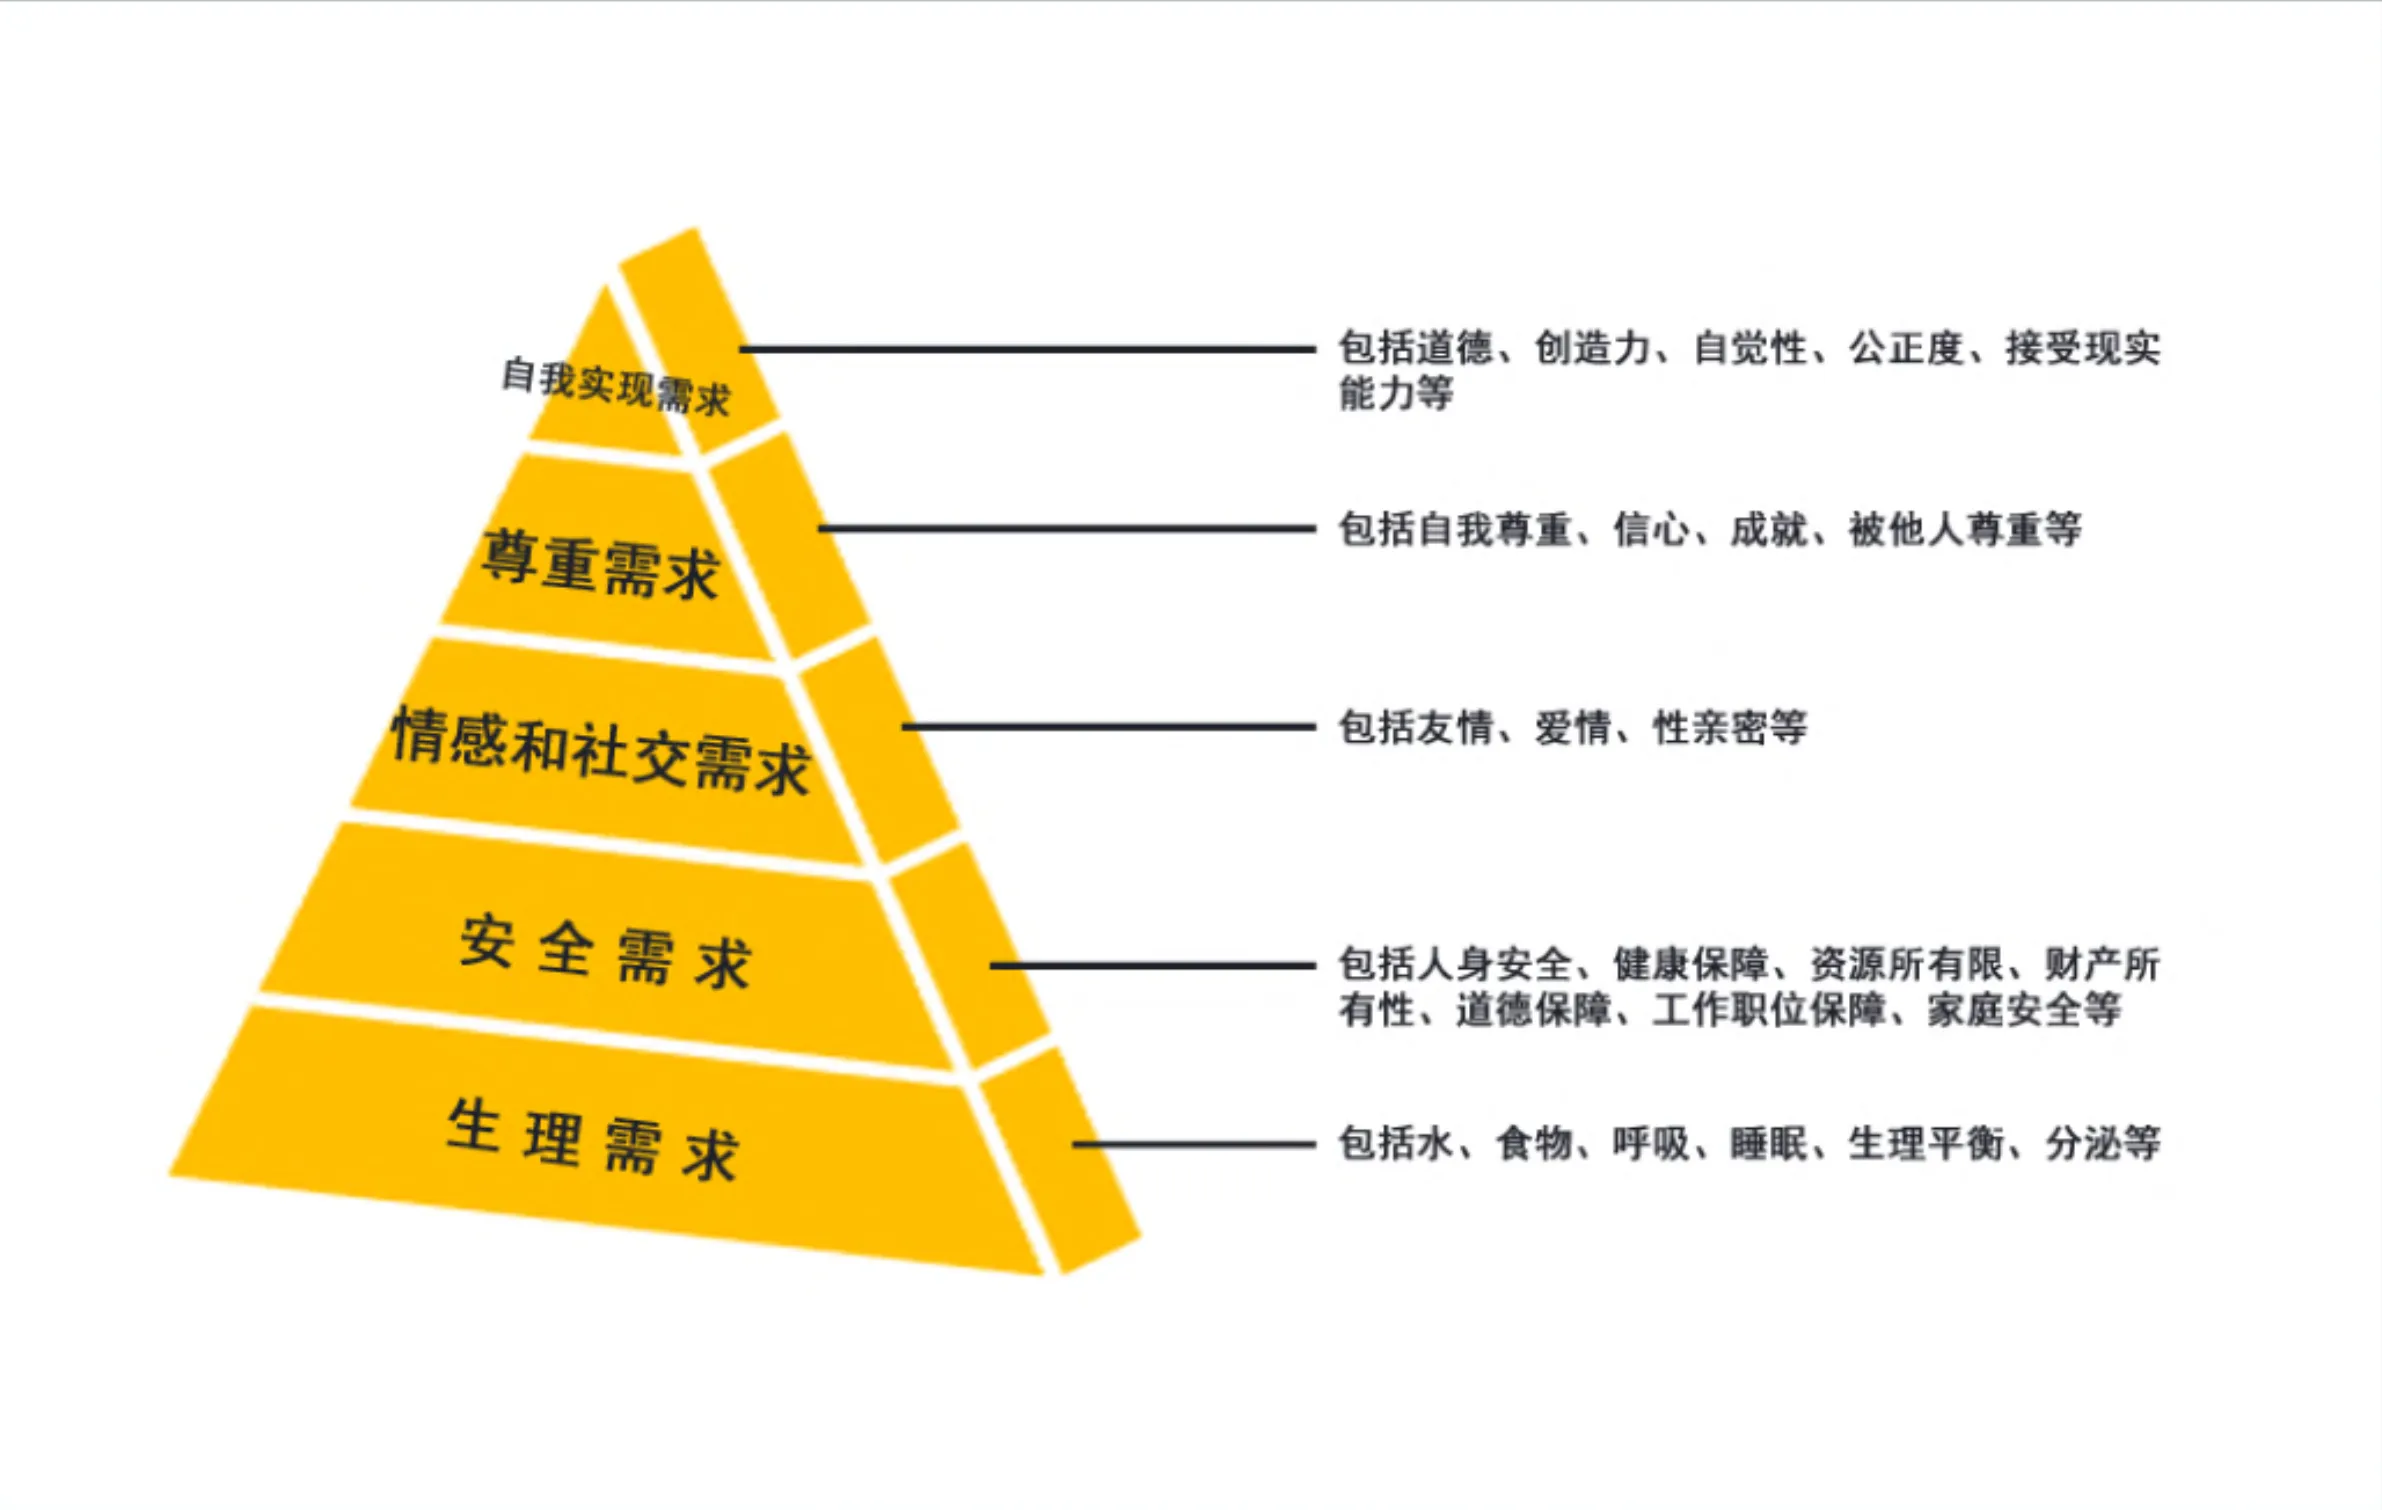 自我实现需求
包括道德、创造力、自觉性、公正度、接受现实
能力等
尊重需求
包括自我尊重、信心、成就、被他人尊重等
情感和社交需求
包括友情、爱情、性亲密等
安全需求
包括人身安全、健康保障、资源所有限、财产所
有性、道德保障、工作职位保障、家庭安全等
生理需求
包括水、食物、呼吸、睡眠、生理平衡、分泌等